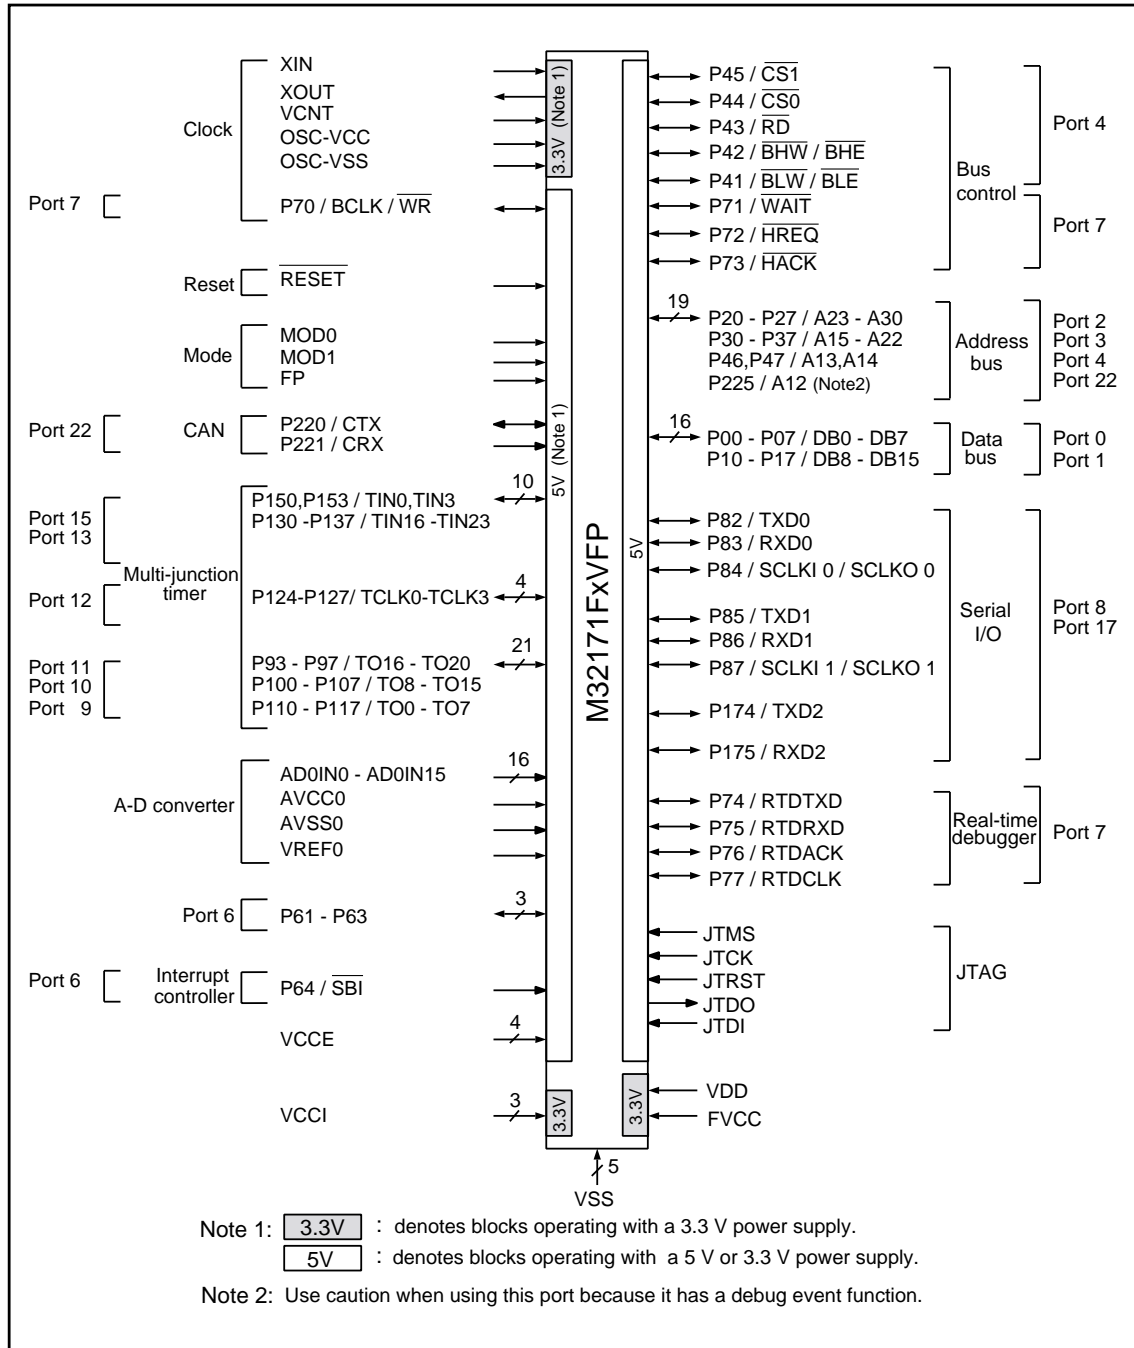 Clock
XIN
XOUT
VCNT
OSC-VCC
OSC-VSS
Port 7
P70 / BCLK / WR
Reset
RESET
Mode
MOD0
MOD1
FP
Port 22
CAN
P220 / CTX
P221 / CRX
Port 15
Port 13
Multi-junction
timer
P150,P153 / TIN0,TIN3
P130 -P137 / TIN16 -TIN23
10
Port 12
P124-P127/ TCLK0-TCLK3
4
Port 11
Port 10
Port 9
P93 - P97 / TO16 - TO20
P100 - P107 / TO8 - TO15
P110 - P117 / TO0 - TO7
21
A-D converter
AD0IN0 - AD0IN15
16
AVCC0
AVSS0
VREF0
Port 6
P61 - P63
3
Port 6
Interrupt
controller
P64 / SBI
VCCE
4
VCCI
3
3.3V (Note 1)
5V (Note 1)
3.3V
M32171FxVFP
5V
3.3V
P45 / CS1
P44 / CS0
P43 / RD
P42 / BHW / BHE
P41 / BLW / BLE
P71 / WAIT
P72 / HREQ
P73 / HACK
Bus
control
Port 4
Port 7
19
P20 - P27 / A23 - A30
P30 - P37 / A15 - A22
P46,P47 / A13,A14
P225 / A12 (Note2)
Address
bus
Port 2
Port 3
Port 4
Port 22
16
P00 - P07 / DB0 - DB7
P10 - P17 / DB8 - DB15
Data
bus
Port 0
Port 1
P82 / TXD0
P83 / RXD0
P84 / SCLKI 0 / SCLKO 0
P85 / TXD1
P86 / RXD1
P87 / SCLKI 1 / SCLKO 1
P174 / TXD2
P175 / RXD2
Serial
I/O
Port 8
Port 17
P74 / RTDTXD
P75 / RTDRXD
P76 / RTDACK
P77 / RTDCLK
Real-time
debugger
Port 7
JTMS
JTCK
JTRST
JTDO
JTDI
JTAG
VDD
FVCC
5
VSS
Note 1: 3.3V : denotes blocks operating with a 3.3 V power supply.
5V : denotes blocks operating with a 5 V or 3.3 V power supply.
Note 2: Use caution when using this port because it has a debug event function.